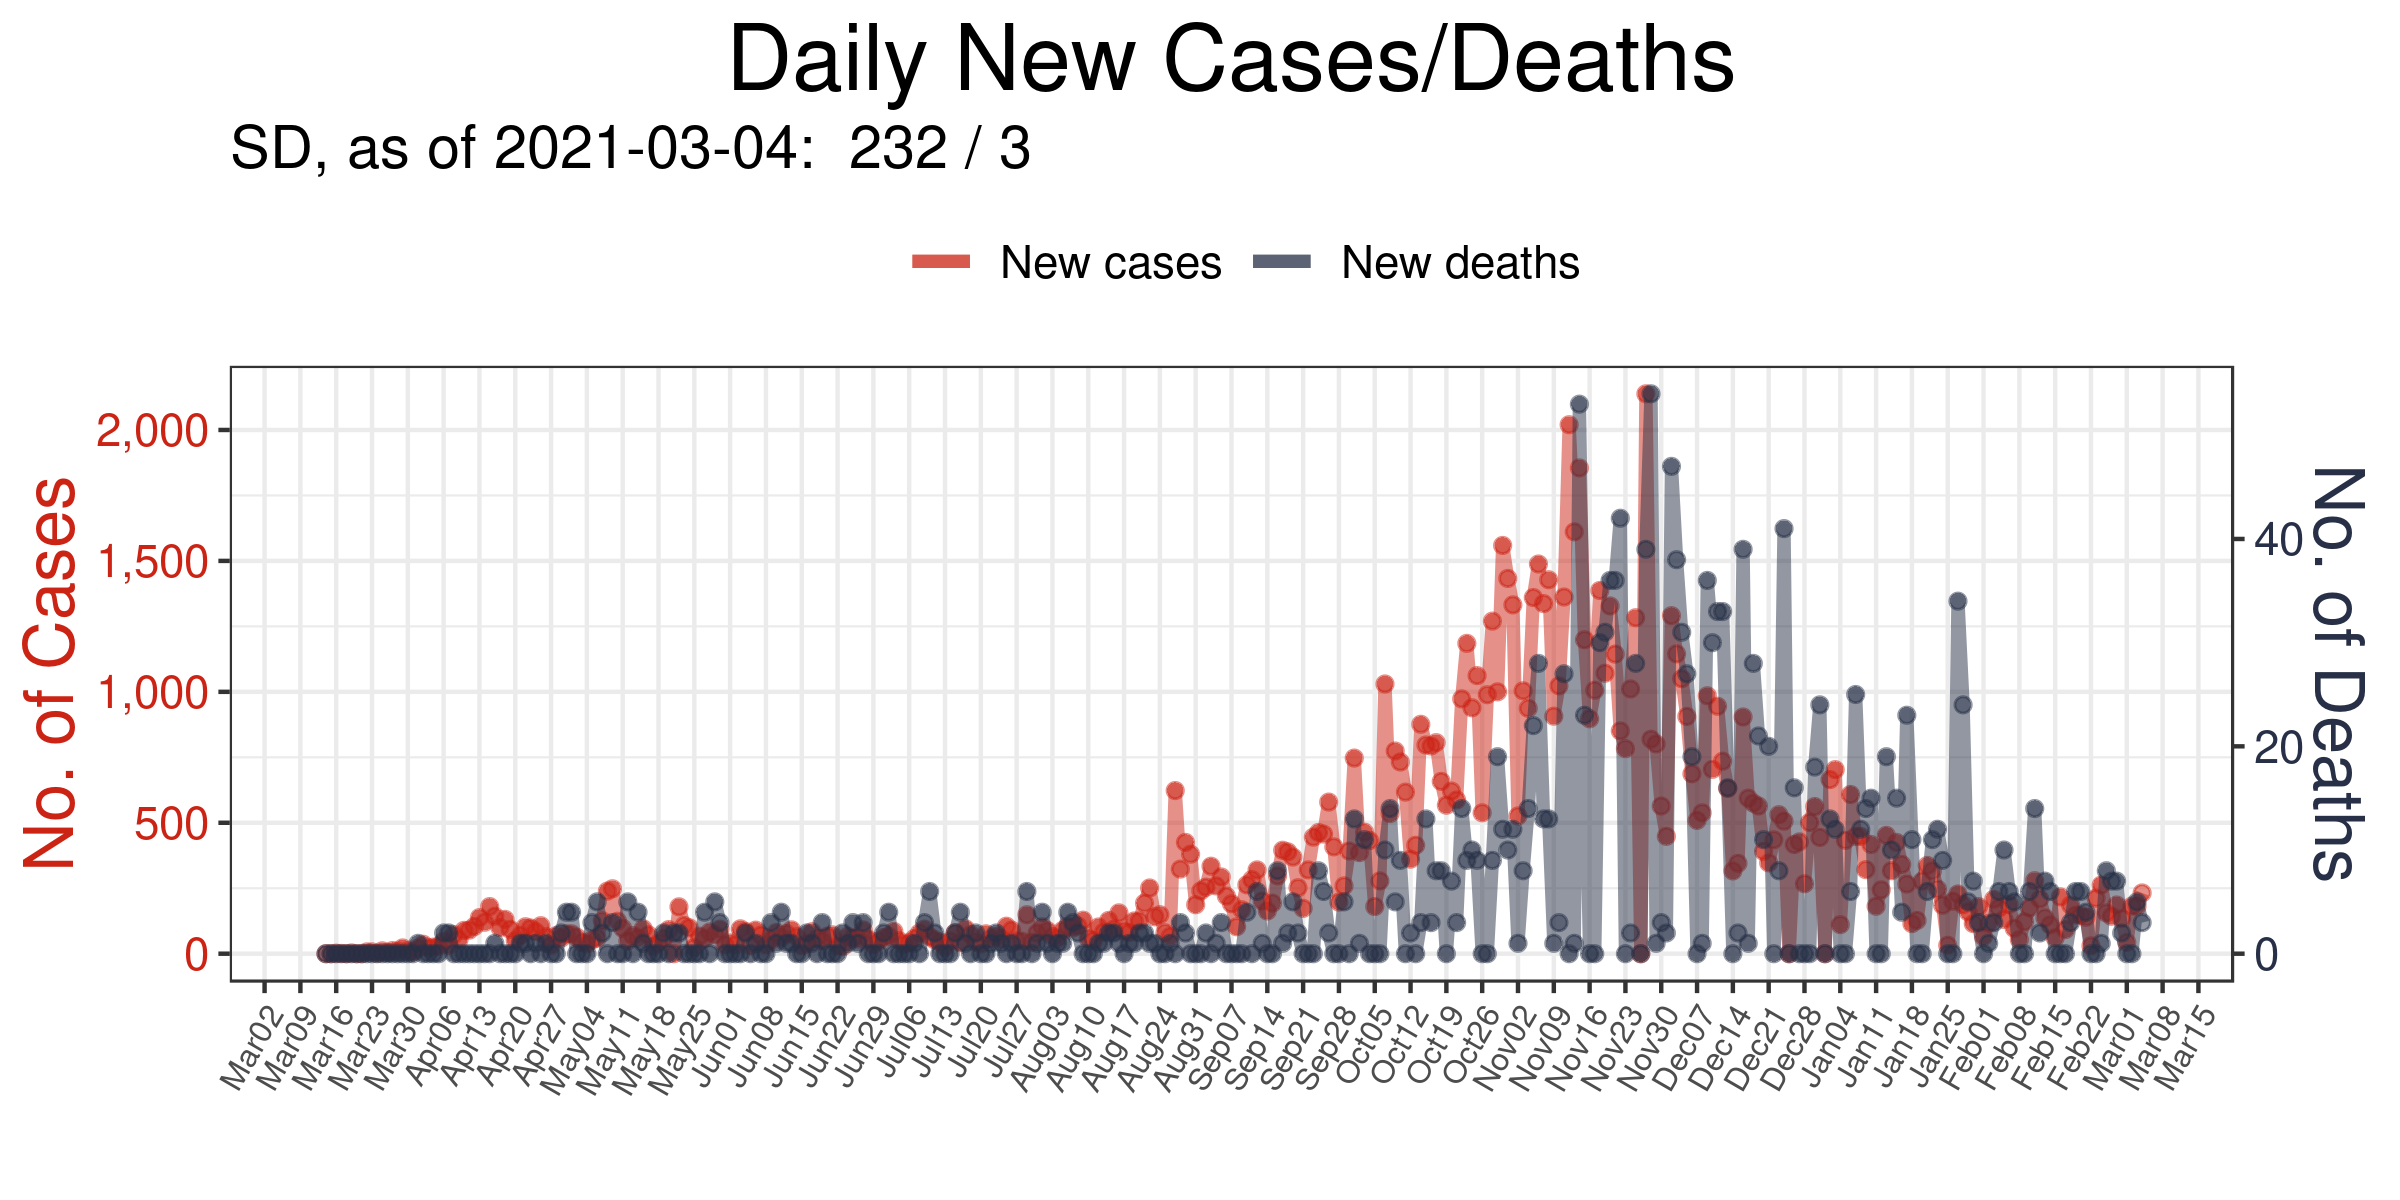 Daily New Cases/Deaths
SD, as of 2021-03-04:  232 / 3
New cases
New deaths
No. of Cases
2,000
1,500
1,000
500
0
No. of Deaths
40
20
0
Mar02
Mar09
Mar16
Mar23
Mar30
Apr06
Apr13
Apr20
Apr27
May04
May11
May18
May25
Jun01
Jun08
Jun15
Jun22
Jun29
Jul06
Jul13
Jul20
Jul27
Aug03
Aug10
Aug17
Aug24
Aug31
Sep07
Sep14
Sep21
Sep28
Oct05
Oct12
Oct19
Oct26
Nov02
Nov09
Nov16
Nov23
Nov30
Dec07
Dec14
Dec21
Dec28
Jan04
Jan11
Jan18
Jan25
Feb01
Feb08
Feb15
Feb22
Mar01
Mar08
Mar15